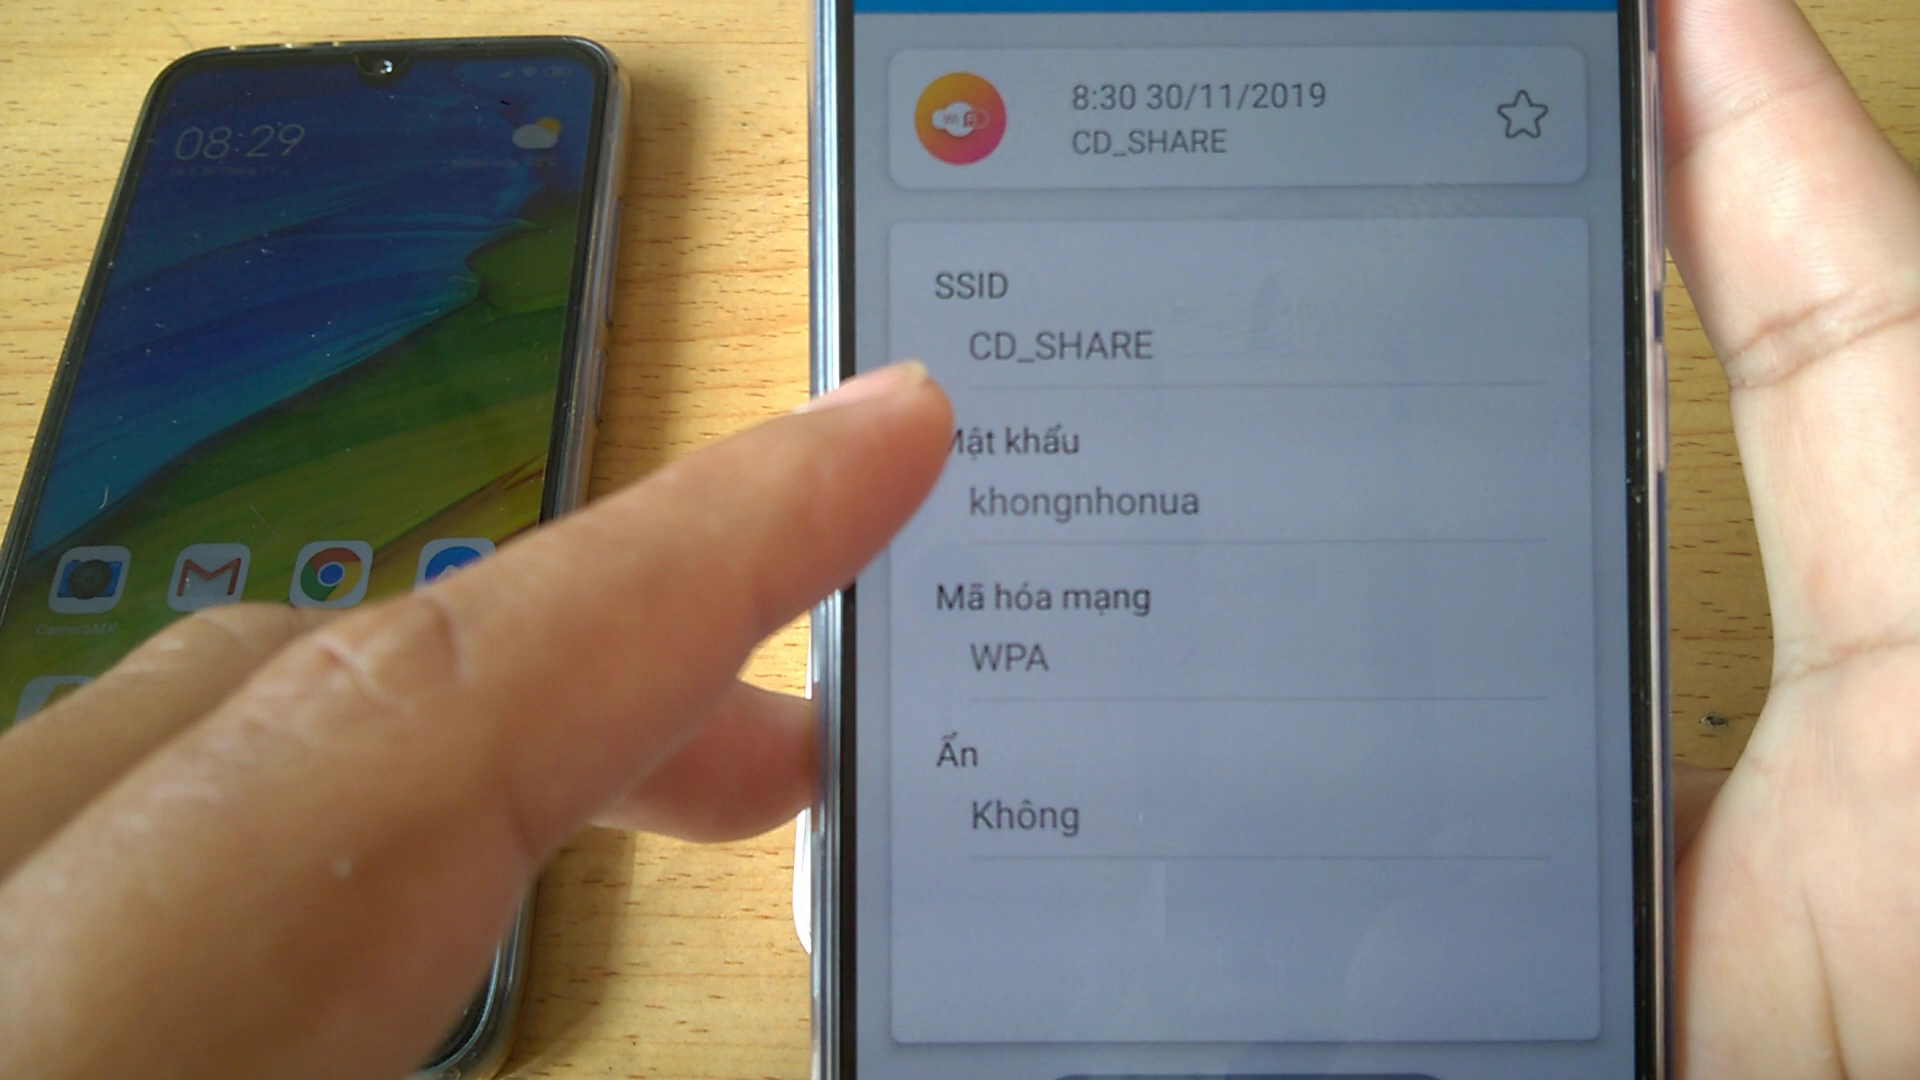 08:29
CameraMX
8:30 30/11/2019
CD_SHARE
SSID
CD_SHARE
Mật khẩu
khongnhonua
Mã hóa mạng
WPA
Ẩn
Không